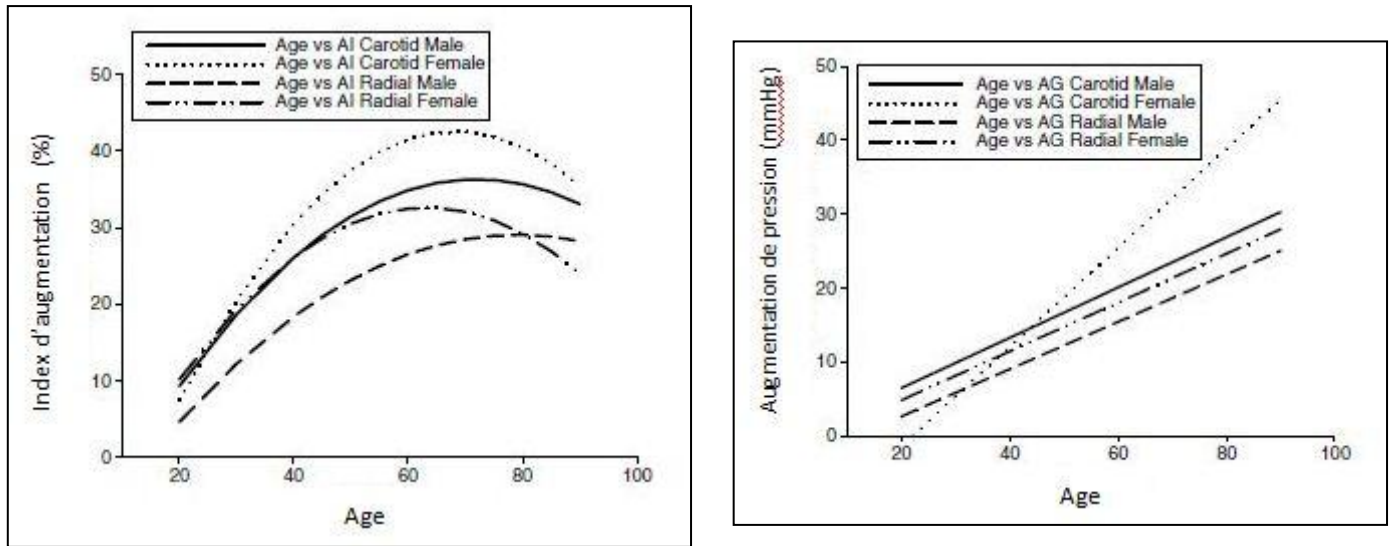 Age vs AI Carotid Male
Age vs AI Carotid Female
Age vs AI Radial Male
Age vs AI Radial Female
50
40
30
20
10
0
20 40 60 80 100
Index d'augmentation (%)
Age
Age vs AG Carotid Male
Age vs AG Carotid Female
Age vs AG Radial Male
Age vs AG Radial Female
50
40
30
20
10
0
20 40 60 80 100
Augmentation de pression (mmHg)
Age